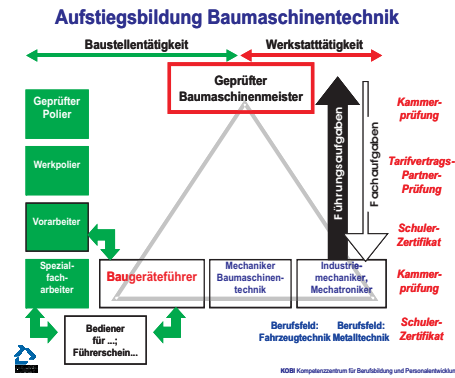 Aufstiegsbildung Baumaschinentechnik
Baustellentätigkeit
Werkstatttätigkeit
Geprüfter
Baumaschinenmeister
Geprüfter
Polier
Werkpolier
Vorarbeiter
Spezial-
fach-
arbeiter
Baugeräteführer
Mechaniker
Baumaschinen-
technik
Industrie-
mechaniker,
Mechatroniker
Bediener
für ...;
Führerschein...
Führungsaufgaben
Fachaufgaben
Kammer-
prüfung
Tarifvertrags-
Partner-
Prüfung
Schuler-
Zertifikat
Kammer-
prüfung
Schuler-
Zertifikat
Berufsfeld:
Fahrzeugtechnik
Berufsfeld:
Metalltechnik
KOBI Kompetenzzentrum für Berufsbildung und Personalentwicklun